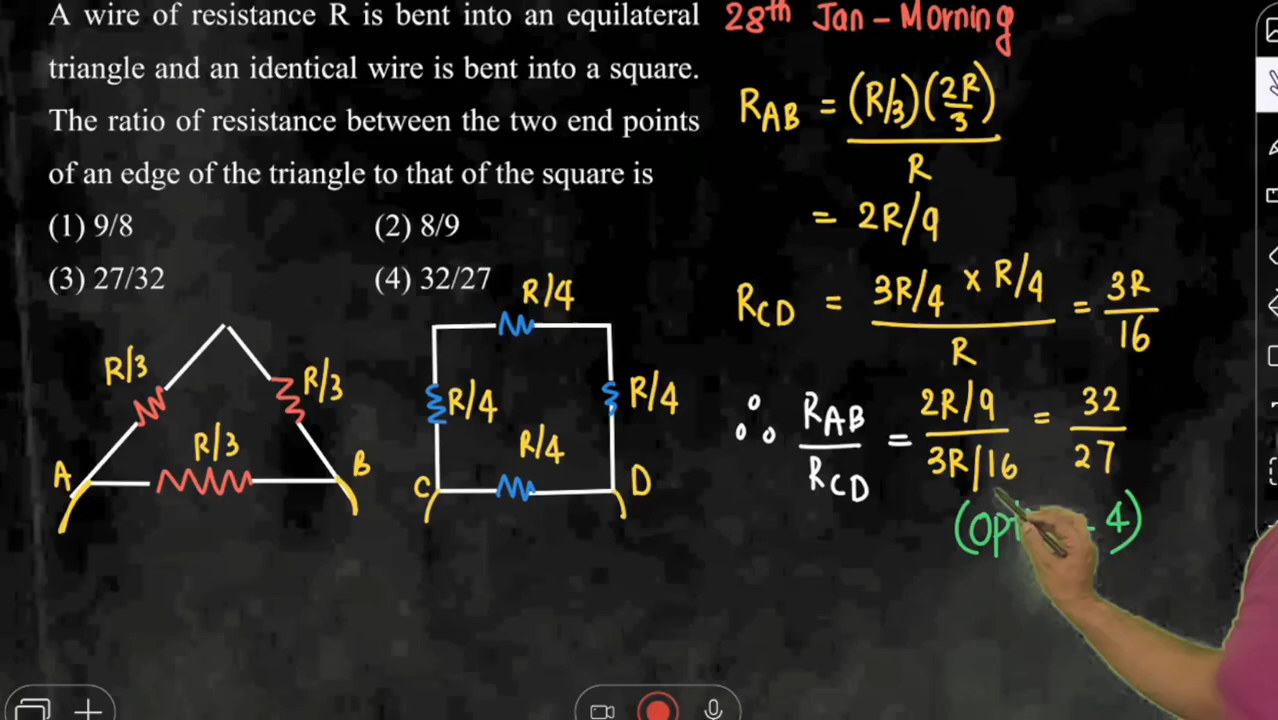 A wire of resistance R is bent into an equilateral
triangle and an identical wire is bent into a square.
The ratio of resistance between the two end points
of an edge of the triangle to that of the square is
(1) 9/8 (2) 8/9
(3) 27/32 (4) 32/27
R/3 R/3
R/3
A B
R/4
R/4 R/4
R/4
C D
28th Jan - Morning
R_AB = (R/3)(2R/3) / R
= 2R/9
R_CD = 3R/4 × R/4 / R = 3R/16
∴ R_AB / R_CD = 2R/9 / 3R/16 = 32/27
4)